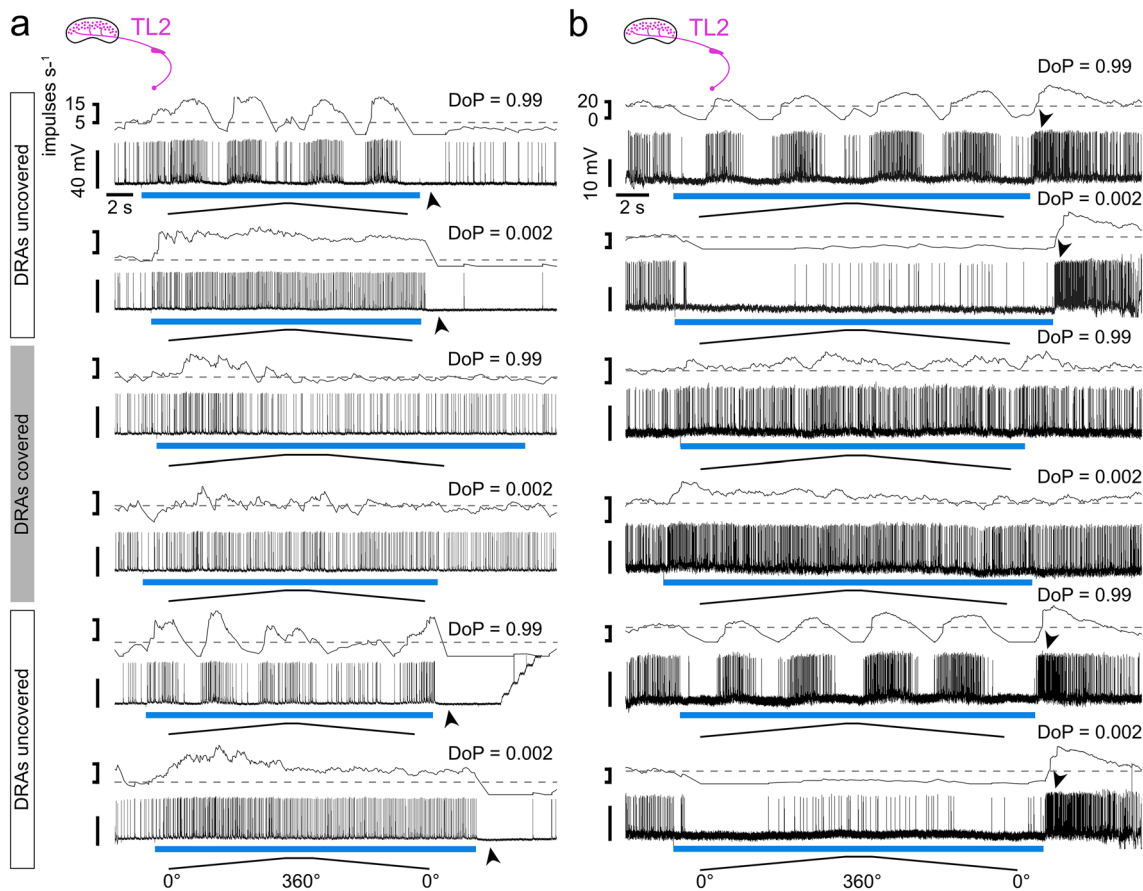 a
TL2
impulses s-1
15
5
40 mV
2 s
DoP = 0.99
DoP = 0.002
DoP = 0.99
DoP = 0.002
DoP = 0.99
DoP = 0.002
DRAs uncovered
DRAs covered
DRAs uncovered
0° 360° 0°
b
TL2
20
0
10 mV
2 s
DoP = 0.99
DoP = 0.002
DoP = 0.99
DoP = 0.002
DoP = 0.99
DoP = 0.002
0° 360° 0°